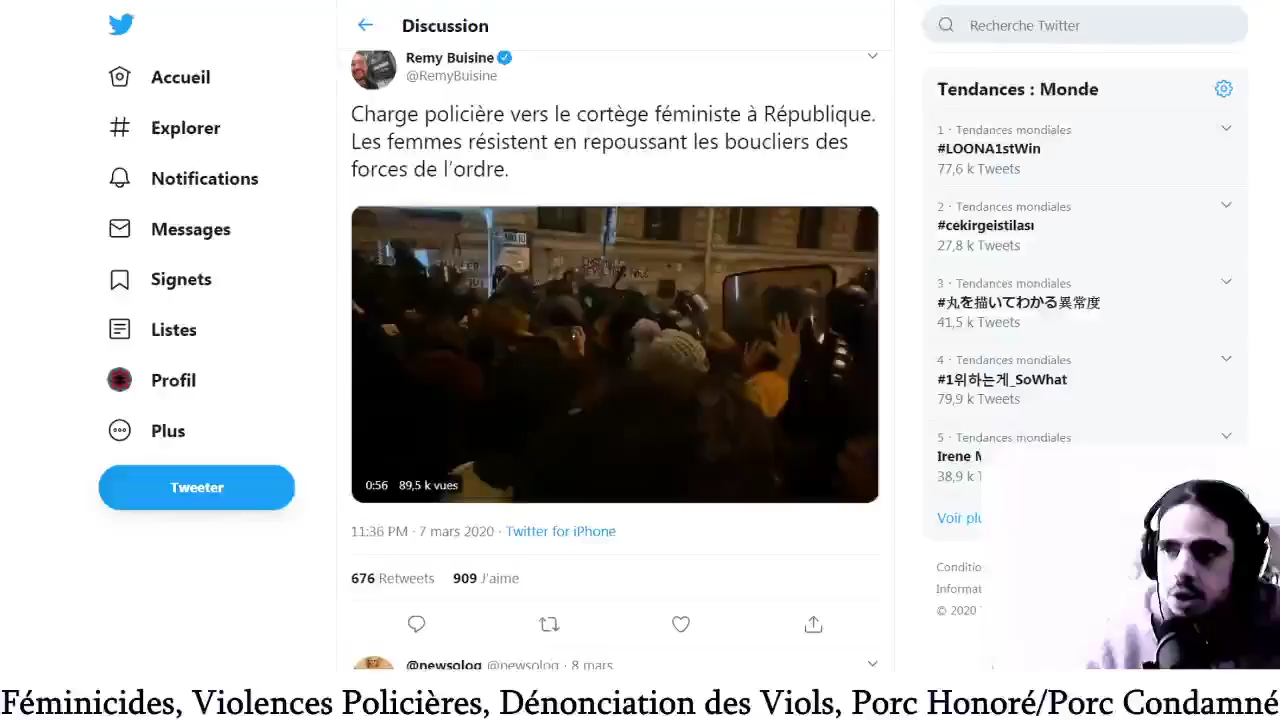 Accueil
Explorer
Notifications
Messages
Signets
Listes
Profil
Plus
Tweeter
Discussion
Remy Buisine
@RemyBuisine
Charge policière vers le cortège féministe à République.
Les femmes résistent en repoussant les boucliers des
forces de l'ordre.
0:56 89,5 k vues
11:36 PM · 7 mars 2020 · Twitter for iPhone
676 Retweets 909 J'aime
@newsolog @newsolog · 8 mars
Recherche Twitter
Tendances : Monde
1 · Tendances mondiales
#LOONA1stWin
77,6 k Tweets
2 · Tendances mondiales
#cekirgeistilası
27,8 k Tweets
3 · Tendances mondiales
#丸を描いてわかる異常度
41,5 k Tweets
4 · Tendances mondiales
#1위하는게_SoWhat
79,9 k Tweets
5 · Tendances mondiales
Irene
38,9 k
Voir plu
Conditio
Informat
© 2020
Féminicides, Violences Policières, Dénonciation des Viols, Porc Honoré/Porc Condamné